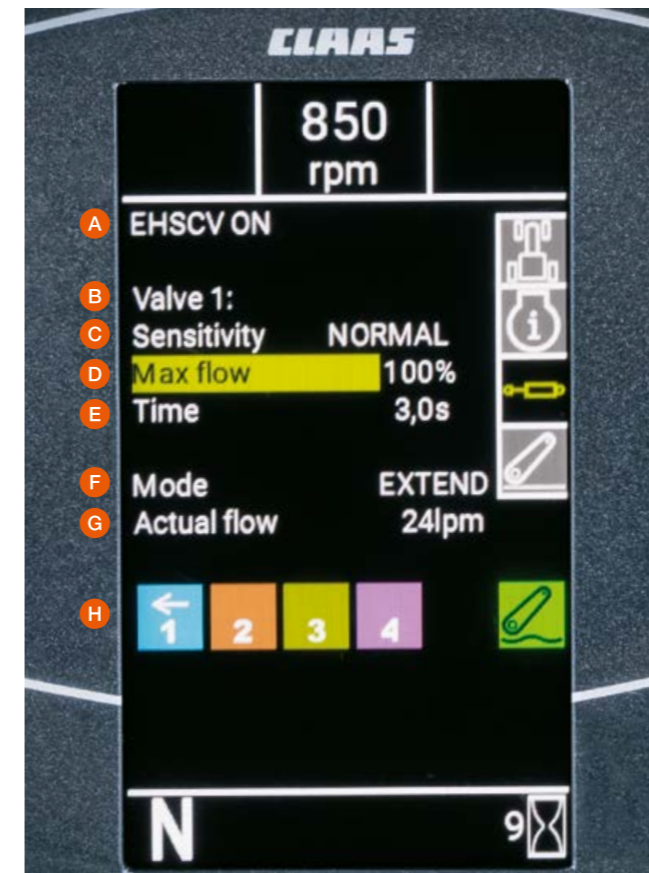 CLAAS
850
rpm
A EHSCV ON
B Valve 1:
C Sensitivity NORMAL
D Max flow 100%
E Time 3,0s
F Mode EXTEND
G Actual flow 24lpm
H 1 2 3 4
N 9